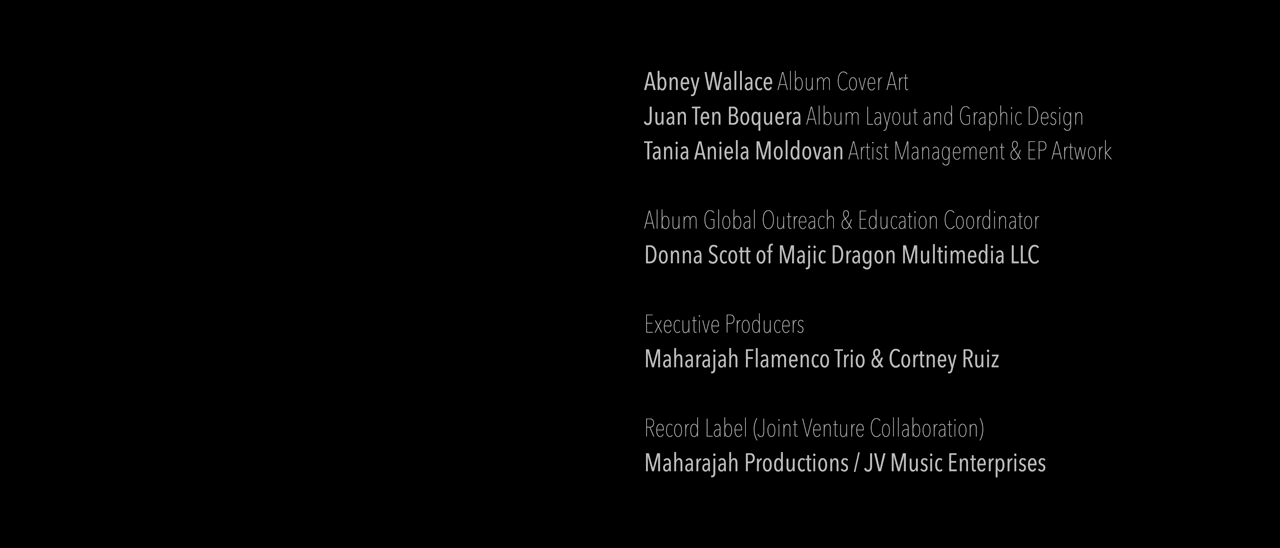 Abney Wallace Album Cover Art
Juan Ten Boquera Album Layout and Graphic Design
Tania Aniela Moldovan Artist Management & EP Artwork
Album Global Outreach & Education Coordinator
Donna Scott of Majic Dragon Multimedia LLC
Executive Producers
Maharajah Flamenco Trio & Cortney Ruiz
Record Label (Joint Venture Collaboration)
Maharajah Productions / JV Music Enterprises